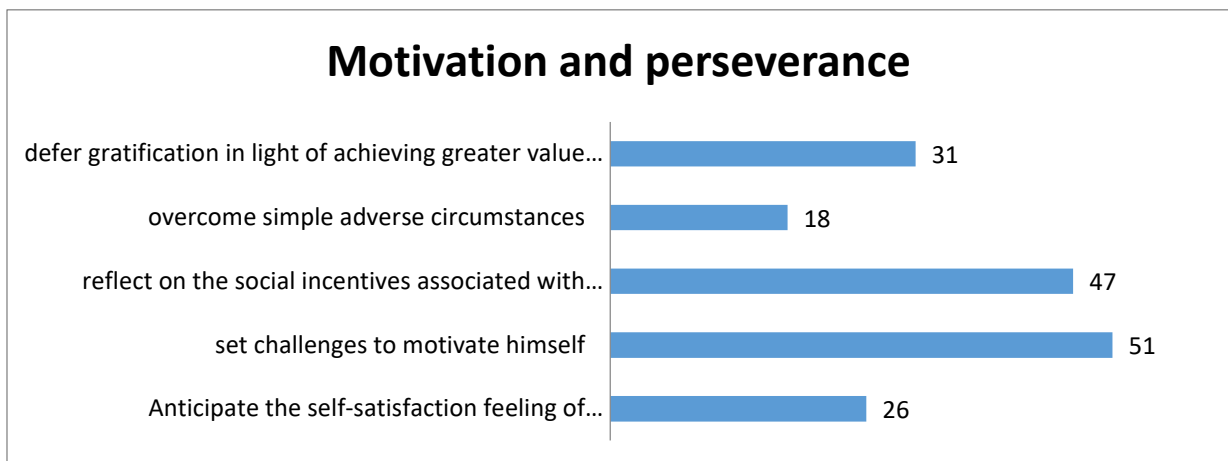 Motivation and perseverance
defer gratification in light of achieving greater value...
31
overcome simple adverse circumstances
18
reflect on the social incentives associated with...
47
set challenges to motivate himself
51
Anticipate the self-satisfaction feeling of...
26